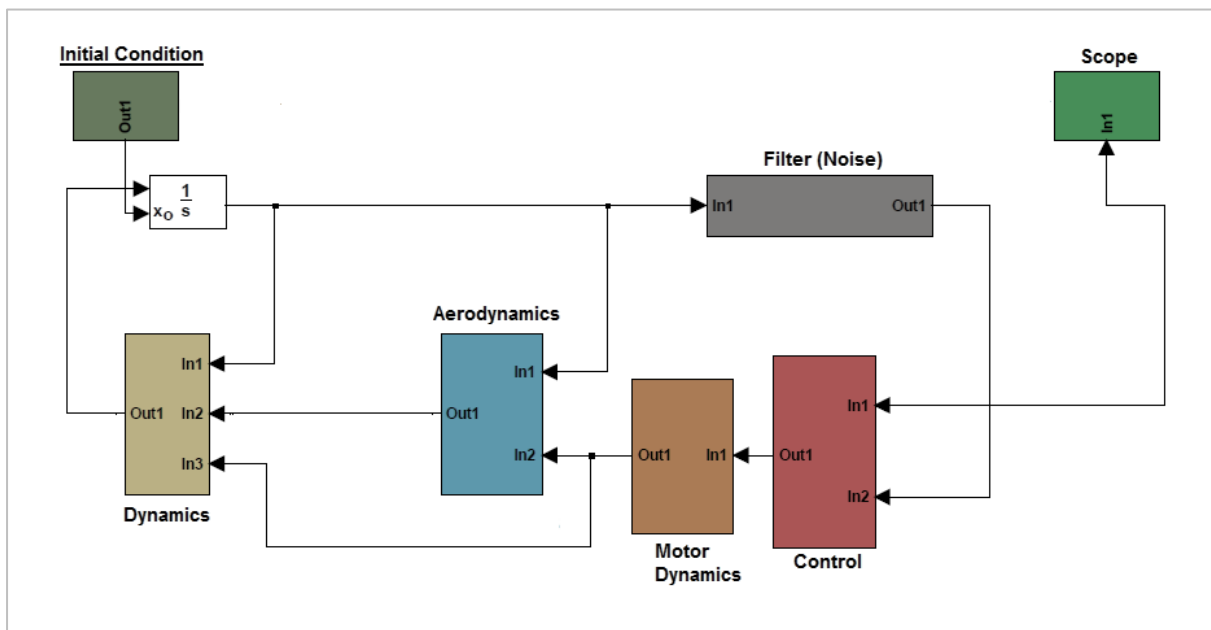 Initial Condition
Scope
Out1
In1
Filter (Noise)
1
s
xO
In1
Out1
Aerodynamics
In1
In1
Out1
In2
In3
Out1
In2
Out1
In1
In1
Out1
In2
Dynamics
Motor
Dynamics
Control